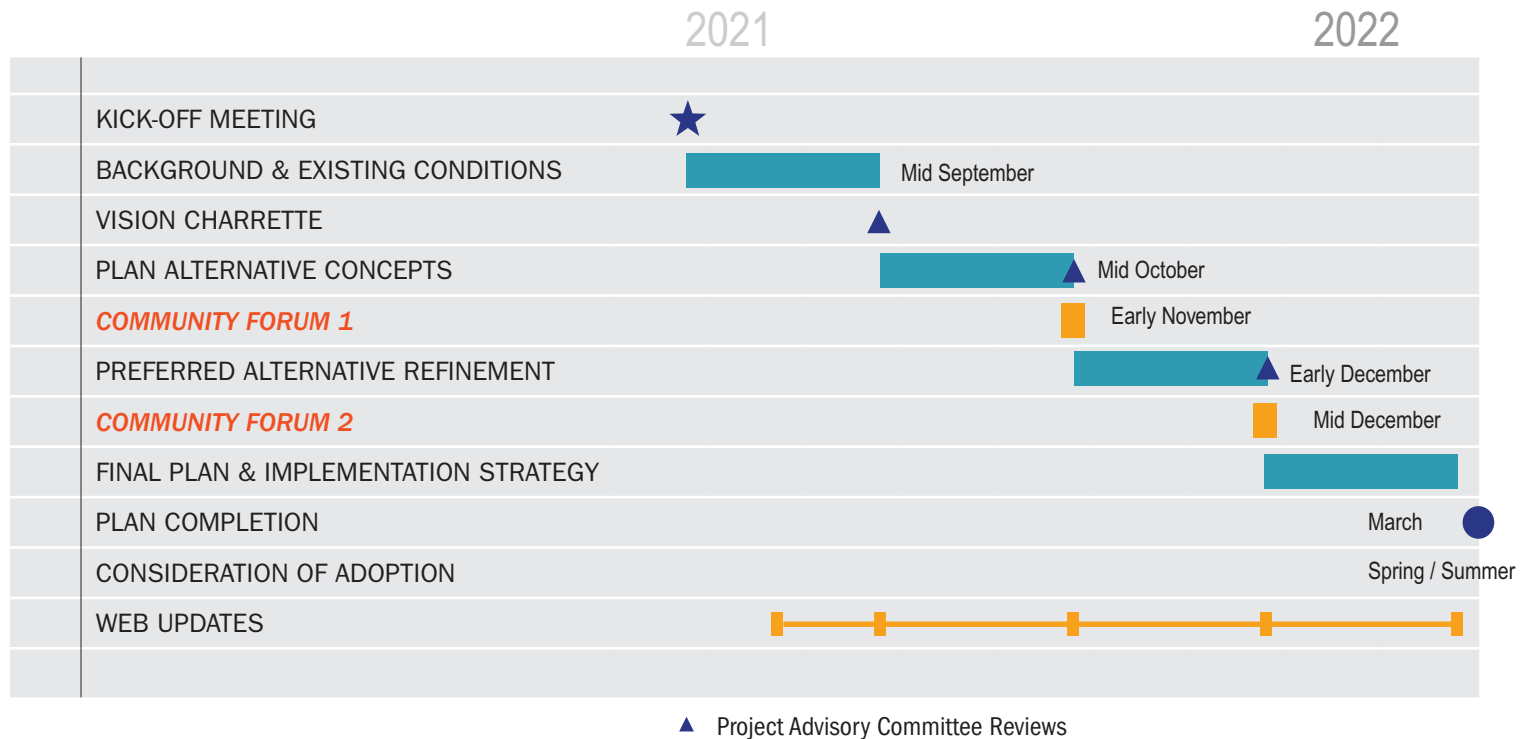 2021 2022
KICK-OFF MEETING
BACKGROUND & EXISTING CONDITIONS Mid September
VISION CHARRETTE
PLAN ALTERNATIVE CONCEPTS Mid October
COMMUNITY FORUM 1 Early November
PREFERRED ALTERNATIVE REFINEMENT Early December
COMMUNITY FORUM 2 Mid December
FINAL PLAN & IMPLEMENTATION STRATEGY
PLAN COMPLETION March
CONSIDERATION OF ADOPTION Spring / Summer
WEB UPDATES
Project Advisory Committee Reviews